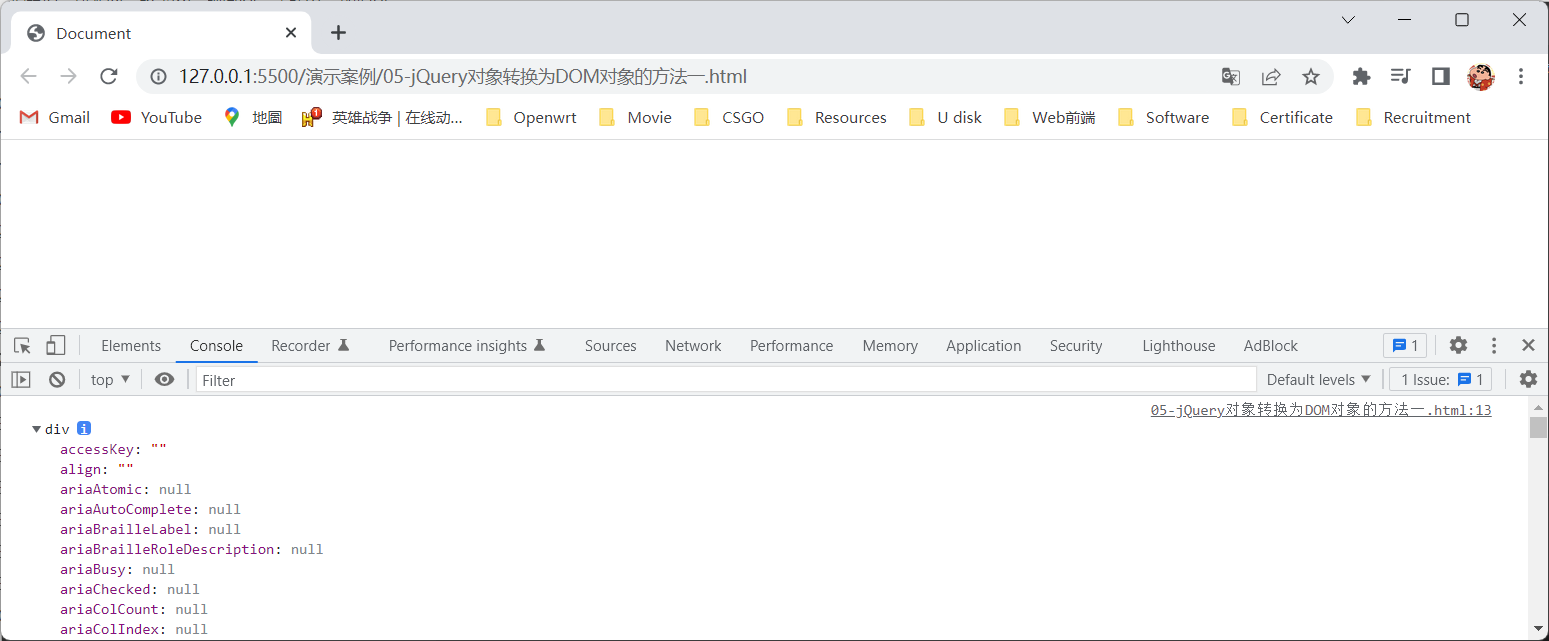 Document
127.0.0.1:5500/演示案例/05-jQuery对象转换为DOM对象的方法一.html
Gmail YouTube 地圖 英雄战争 | 在线动... Openwrt Movie CSGO Resources U disk Web前端 Software Certificate Recruitment
Elements Console Recorder Performance insights Sources Network Performance Memory Application Security Lighthouse AdBlock 1
top Filter Default levels 1 Issue: 1
05-jQuery对象转换为DOM对象的方法一.html:13
div
accessKey: ""
align: ""
ariaAtomic: null
ariaAutoComplete: null
ariaBrailleLabel: null
ariaBrailleRoleDescription: null
ariaBusy: null
ariaChecked: null
ariaColCount: null
ariaColIndex: null